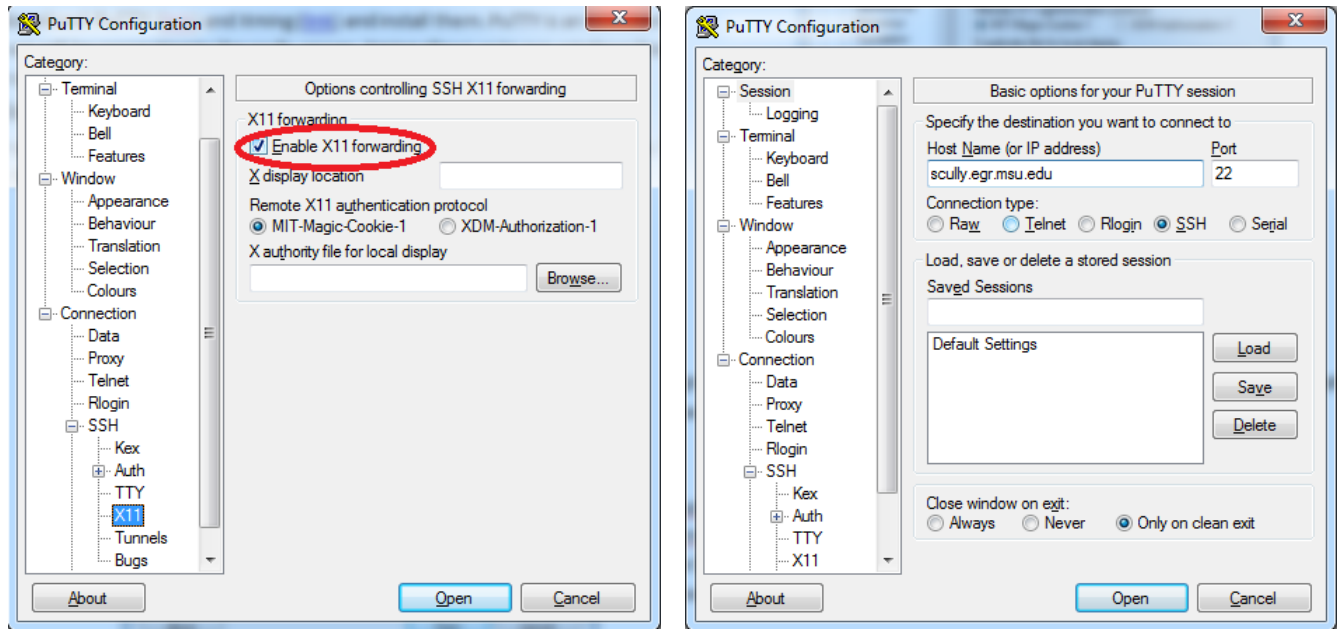 PuTTY Configuration
Category:
Terminal
Keyboard
Bell
Features
Window
Appearance
Behaviour
Translation
Selection
Colours
Connection
Data
Proxy
Telnet
Rlogin
SSH
Kex
Auth
TTY
X11
Tunnels
Bugs
Options controlling SSH X11 forwarding
X11 forwarding
Enable X11 forwarding
X display location
Remote X11 authentication protocol
MIT-Magic-Cookie-1 XDM-Authorization-1
X authority file for local display
Browse...
About Open Cancel
PuTTY Configuration
Category:
Session
Logging
Terminal
Keyboard
Bell
Features
Window
Appearance
Behaviour
Translation
Selection
Colours
Connection
Data
Proxy
Telnet
Rlogin
SSH
Kex
Auth
TTY
X11
Basic options for your PuTTY session
Specify the destination you want to connect to
Host Name (or IP address) Port
scully.egr.msu.edu 22
Connection type:
Raw Telnet Rlogin SSH Serial
Load, save or delete a stored session
Saved Sessions
Default Settings
Load
Save
Delete
Close window on exit:
Always Never Only on clean exit
About Open Cancel